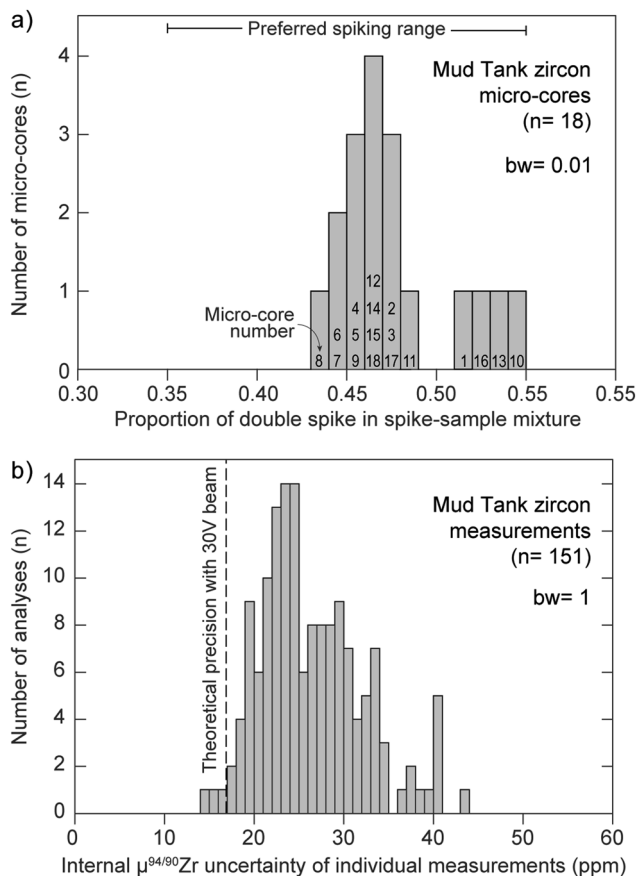 a)
Preferred spiking range
Number of micro-cores (n)
4
3
2
1
0
Mud Tank zircon
micro-cores
(n= 18)
bw= 0.01
Micro-core
number
12
4 14 2
6 5 15 3
8 7 9 18 17 11 1 16 13 10
0.30 0.35 0.40 0.45 0.50 0.55 0.55
Proportion of double spike in spike-sample mixture
b)
Number of analyses (n)
14
12
10
8
6
4
2
0
Theoretical precision with 30V beam
Mud Tank zircon
measurements
(n= 151)
bw= 1
0 10 20 30 40 50 60
Internal μ⁹⁴/⁹⁰Zr uncertainty of individual measurements (ppm)